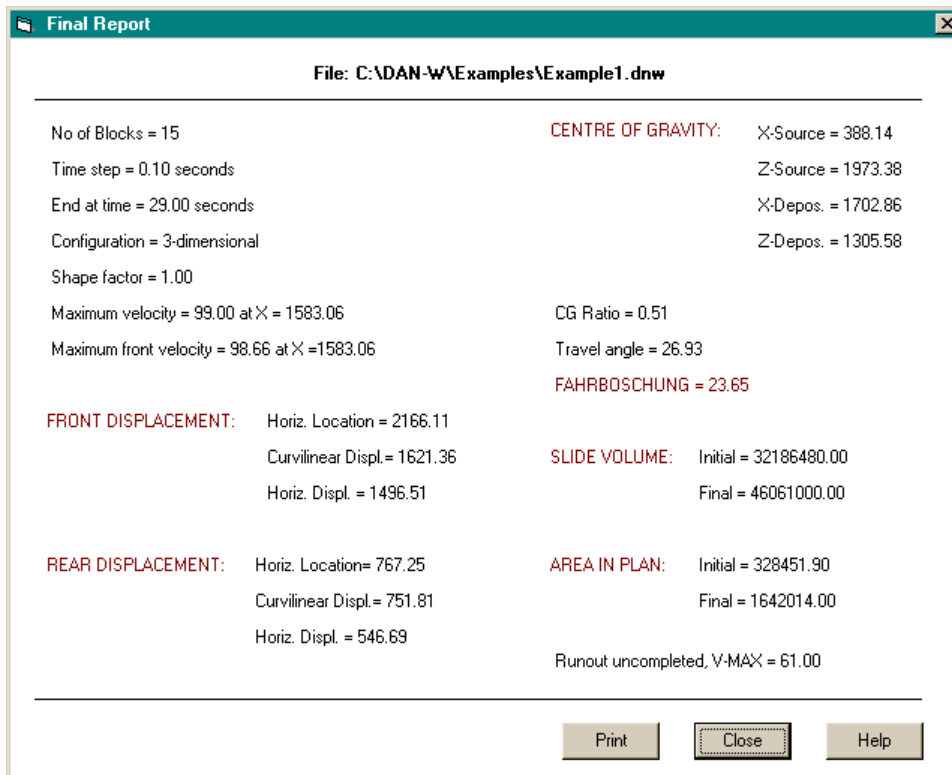 Final Report
File: C:\DAN-W\Examples\Example1.dnw
No of Blocks = 15
Time step = 0.10 seconds
End at time = 29.00 seconds
Configuration = 3-dimensional
Shape factor = 1.00
Maximum velocity = 99.00 at X = 1583.06
Maximum front velocity = 98.66 at X =1583.06
CENTRE OF GRAVITY: X-Source = 388.14
Z-Source = 1973.38
X-Depos. = 1702.86
Z-Depos. = 1305.58
CG Ratio = 0.51
Travel angle = 26.93
FAHRBOSCHUNG = 23.65
FRONT DISPLACEMENT: Horiz. Location = 2166.11
Curvilinear Displ.= 1621.36
Horiz. Displ. = 1496.51
SLIDE VOLUME: Initial = 32186480.00
Final = 46061000.00
REAR DISPLACEMENT: Horiz. Location= 767.25
Curvilinear Displ.= 751.81
Horiz. Displ. = 546.69
AREA IN PLAN: Initial = 328451.90
Final = 1642014.00
Runout uncompleted, V-MAX = 61.00
Print Close Help